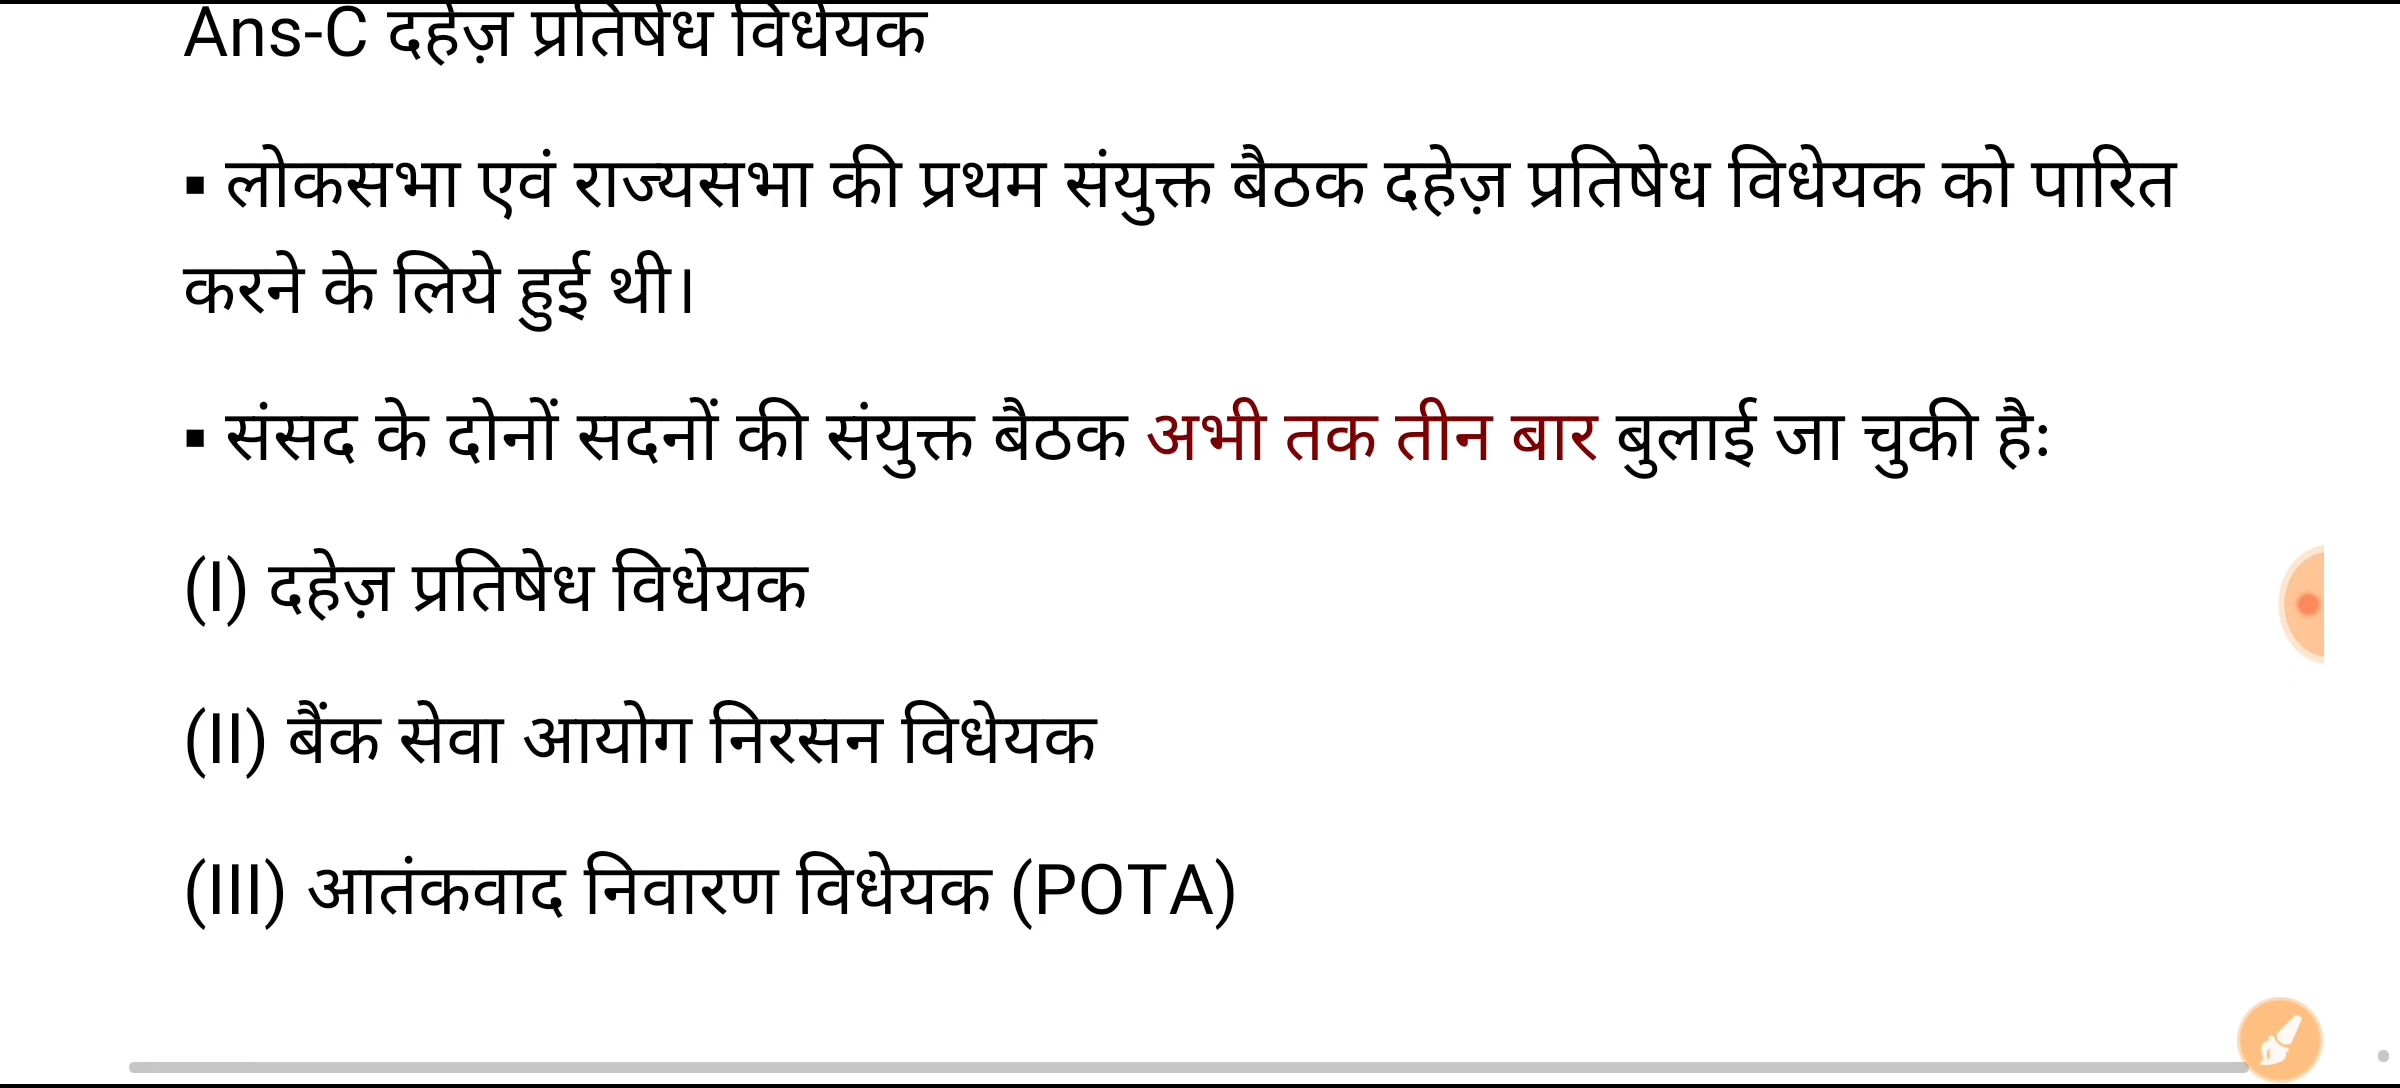 Ans-C दहेज़ प्रतिषेध विधेयक
▪ लोकसभा एवं राज्यसभा की प्रथम संयुक्त बैठक दहेज़ प्रतिषेध विधेयक को पारित
करने के लिये हुई थी।
▪ संसद के दोनों सदनों की संयुक्त बैठक अभी तक तीन बार बुलाई जा चुकी हैः
(I) दहेज़ प्रतिषेध विधेयक
(II) बैंक सेवा आयोग निरसन विधेयक
(III) आतंकवाद निवारण विधेयक (POTA)